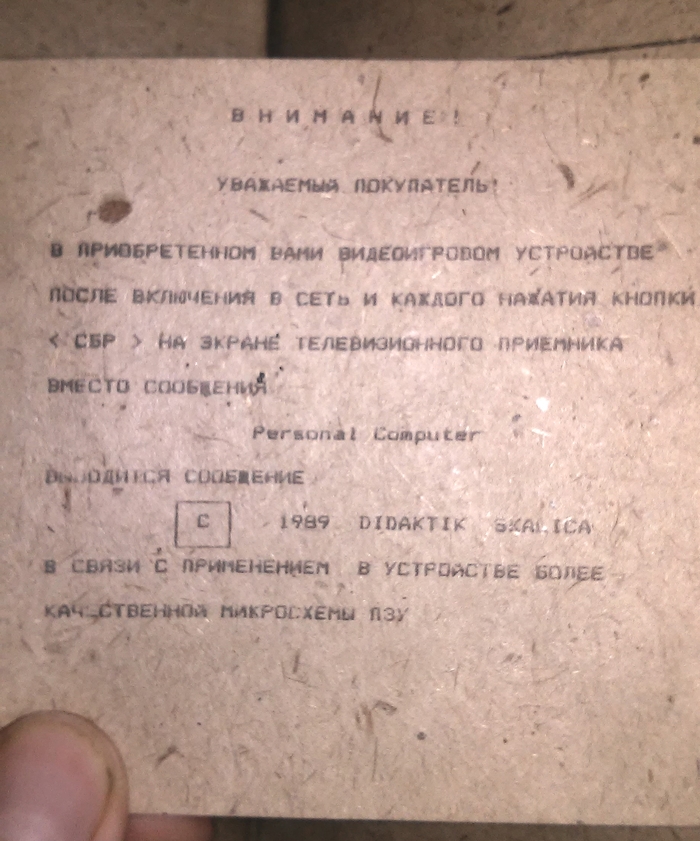 ВНИМАНИЕ!
УВАЖАЕМЫЙ ПОКУПАТЕЛЬ!
В ПРИОБРЕТЕННОМ ВАМИ ВИДЕОИГРОВОМ УСТРОЙСТВЕ
ПОСЛЕ ВКЛЮЧЕНИЯ В СЕТЬ И КАЖДОГО НАЖАТИЯ КНОПКИ
< СБР > НА ЭКРАНЕ ТЕЛЕВИЗИОННОГО ПРИЕМНИКА
ВМЕСТО СООБЩЕНИЯ
Personal Computer
ВЫВОДИТСЯ СООБЩЕНИЕ
C 1989 DIDAKTIK SKALICA
В СВЯЗИ С ПРИМЕНЕНИЕМ В УСТРОЙСТВЕ БОЛЕЕ
КАЧЕСТВЕННОЙ МИКРОСХЕМЫ ПЗУ